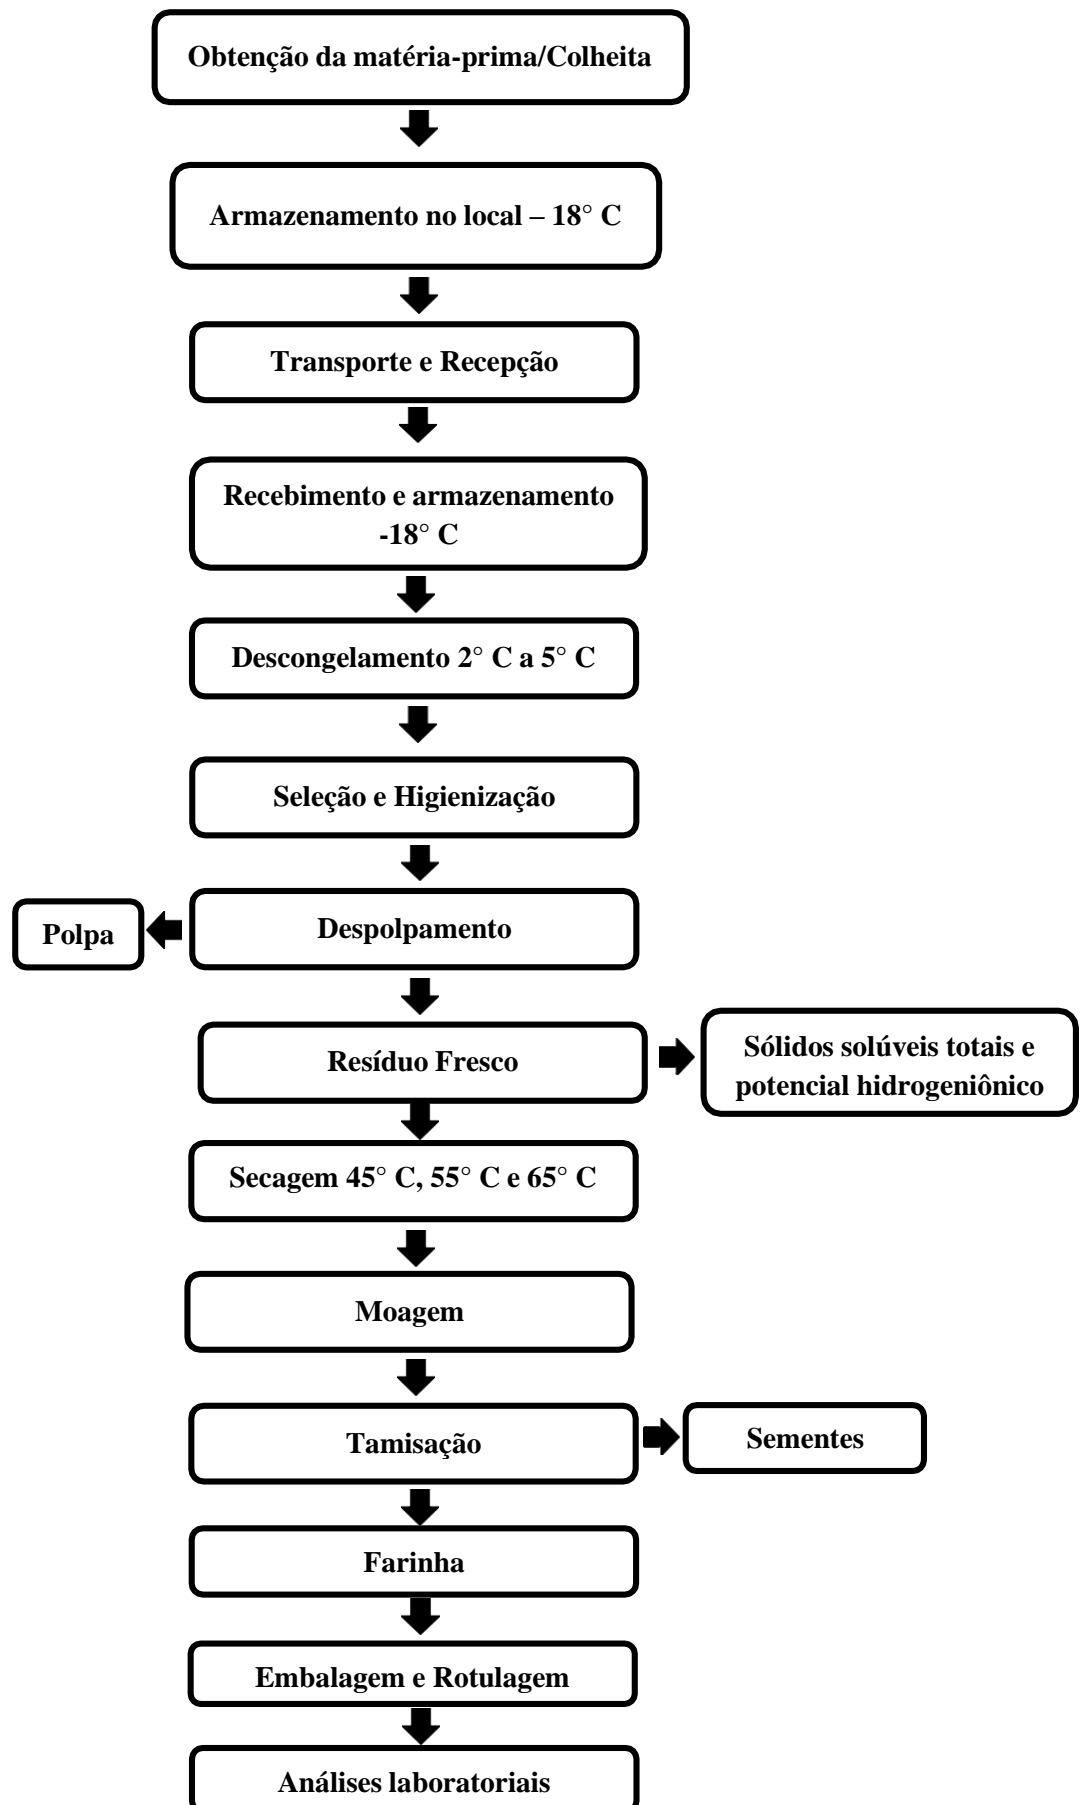 Obtenção da matéria-prima/Colheita
Armazenamento no local – 18° C
Transporte e Recepção
Recebimento e armazenamento
-18° C
Descongelamento 2° C a 5° C
Seleção e Higienização
Polpa
Despolpamento
Resíduo Fresco
Sólidos solúveis totais e
potencial hidrogeniônico
Secagem 45° C, 55° C e 65° C
Moagem
Tamisação
Sementes
Farinha
Embalagem e Rotulagem
Análises laboratoriais